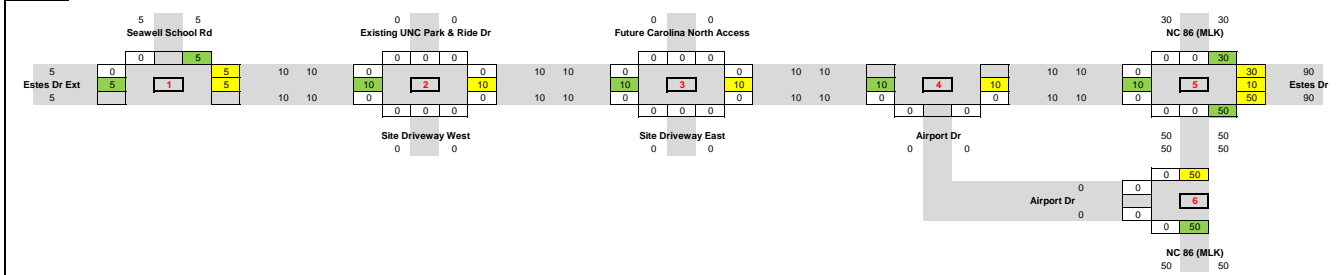 5 5 0 0 0 0 30 30
Seawell School Rd Existing UNC Park & Ride Dr Future Carolina North Access NC 86 (MLK)
0 5 0 0 0 0 0 0 0 0 30
5 0 5 10 10 0 0 10 10 0 0 10 10 10 10 0 30 90
Estes Dr Ext 5 1 5 10 2 10 10 3 10 10 4 10 10 5 10 Estes Dr
5 10 10 0 0 10 10 0 0 10 10 0 0 10 10 0 50 90
0 0 0 0 0 0 0 0 0 0 50
Site Driveway West Site Driveway East Airport Dr 50 50
0 0 0 0 0 0 50 50
0 50
0 0
Airport Dr 6
0 0
0 50
NC 86 (MLK)
50 50